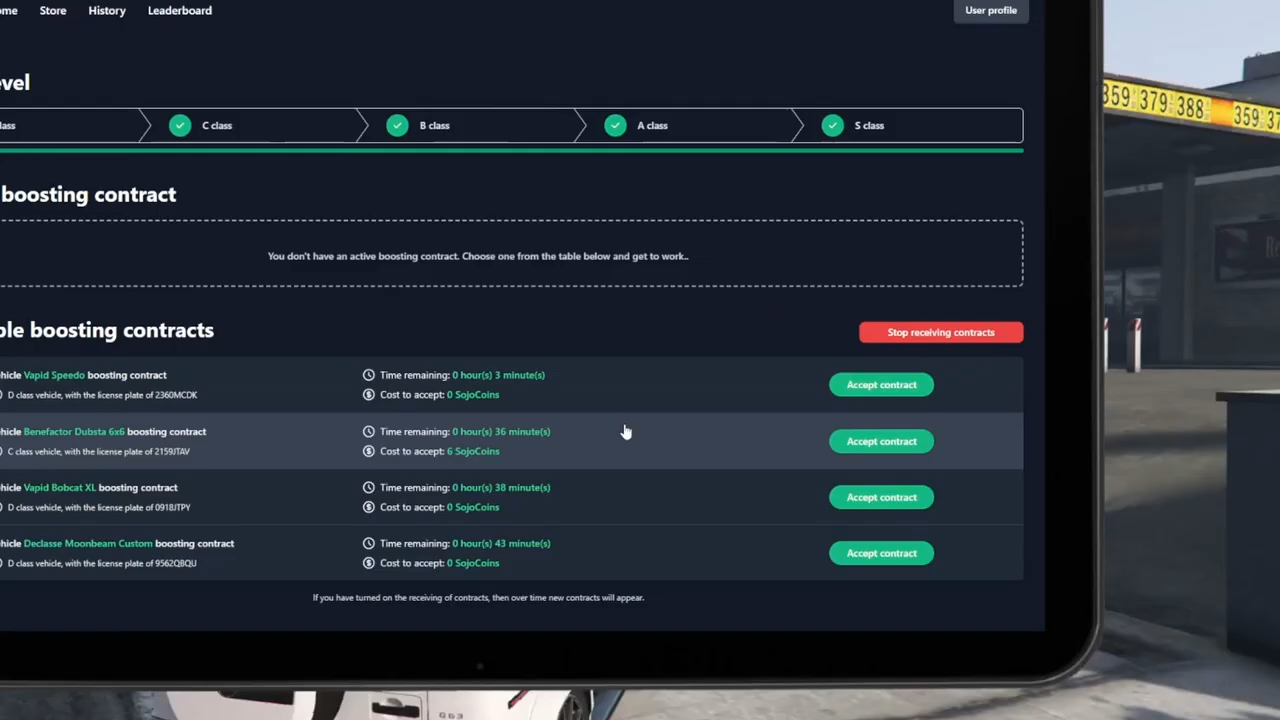 ome Store History Leaderboard User profile
evel
lass C class B class A class S class
boosting contract
You don't have an active boosting contract. Choose one from the table below and get to work..
ble boosting contracts Stop receiving contracts
hicle Vapid Speedo boosting contract Time remaining: 0 hour(s) 3 minute(s) Accept contract
D class vehicle, with the license plate of 2360MCDK Cost to accept: 0 SojoCoins
hicle Benefactor Dubsta 6x6 boosting contract Time remaining: 0 hour(s) 36 minute(s) Accept contract
C class vehicle, with the license plate of 2159JTAV Cost to accept: 6 SojoCoins
hicle Vapid Bobcat XL boosting contract Time remaining: 0 hour(s) 38 minute(s) Accept contract
D class vehicle, with the license plate of 0918JTPY Cost to accept: 0 SojoCoins
hicle Declasse Moonbeam Custom boosting contract Time remaining: 0 hour(s) 43 minute(s) Accept contract
D class vehicle, with the license plate of 9562QBQU Cost to accept: 0 SojoCoins
If you have turned on the receiving of contracts, then over time new contracts will appear.
359 379 388 359